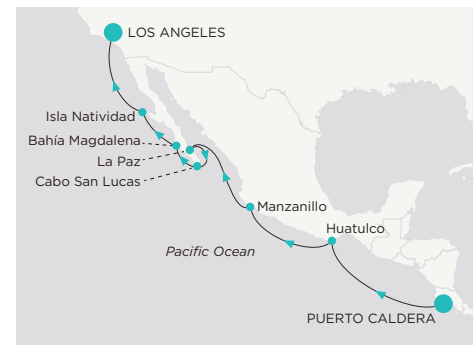 LOS ANGELES
Isla Natividad
Bahía Magdalena
La Paz
Cabo San Lucas
Manzanillo
Huatulco
Pacific Ocean
PUERTO CALDERA